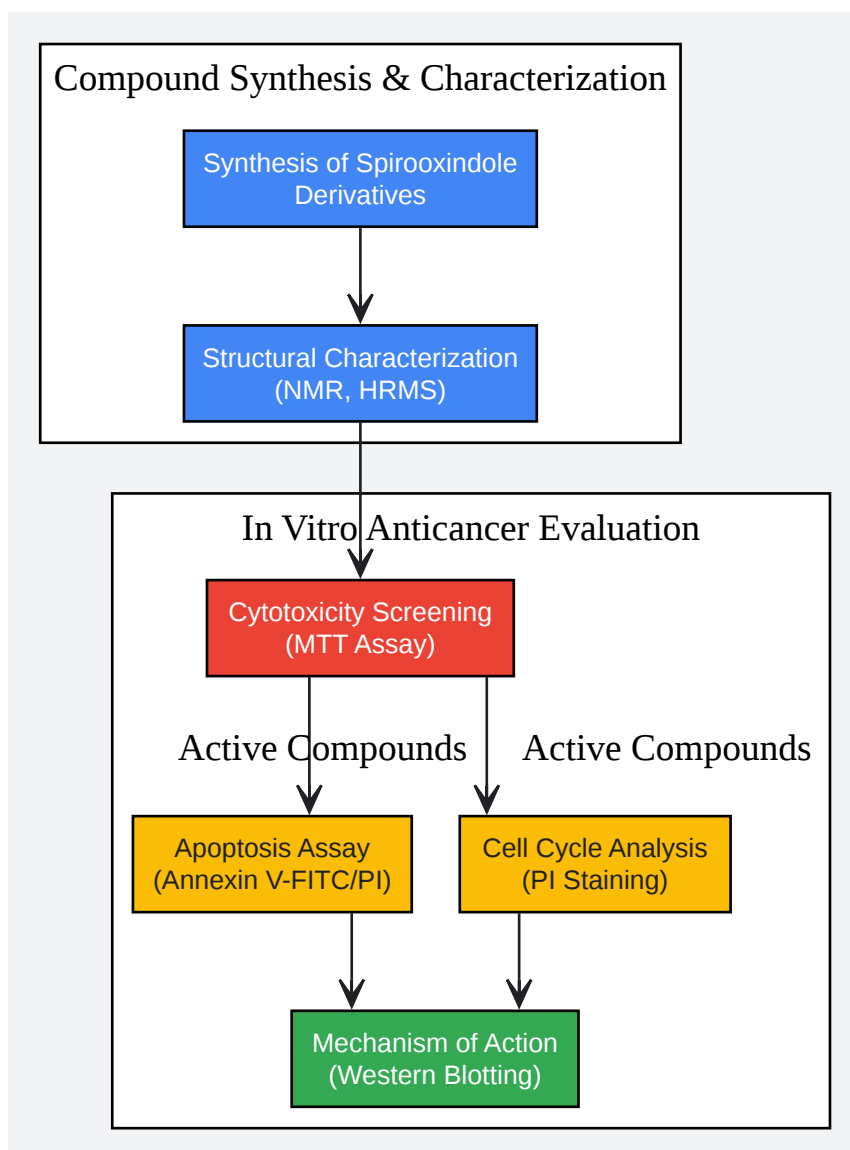 Compound Synthesis & Characterization
Synthesis of Spirooxindole
Derivatives
Structural Characterization
(NMR, HRMS)
In Vitro Anticancer Evaluation
Cytotoxicity Screening
(MTT Assay)
Active Compounds
Active Compounds
Apoptosis Assay
(Annexin V-FITC/PI)
Cell Cycle Analysis
(PI Staining)
Mechanism of Action
(Western Blotting)